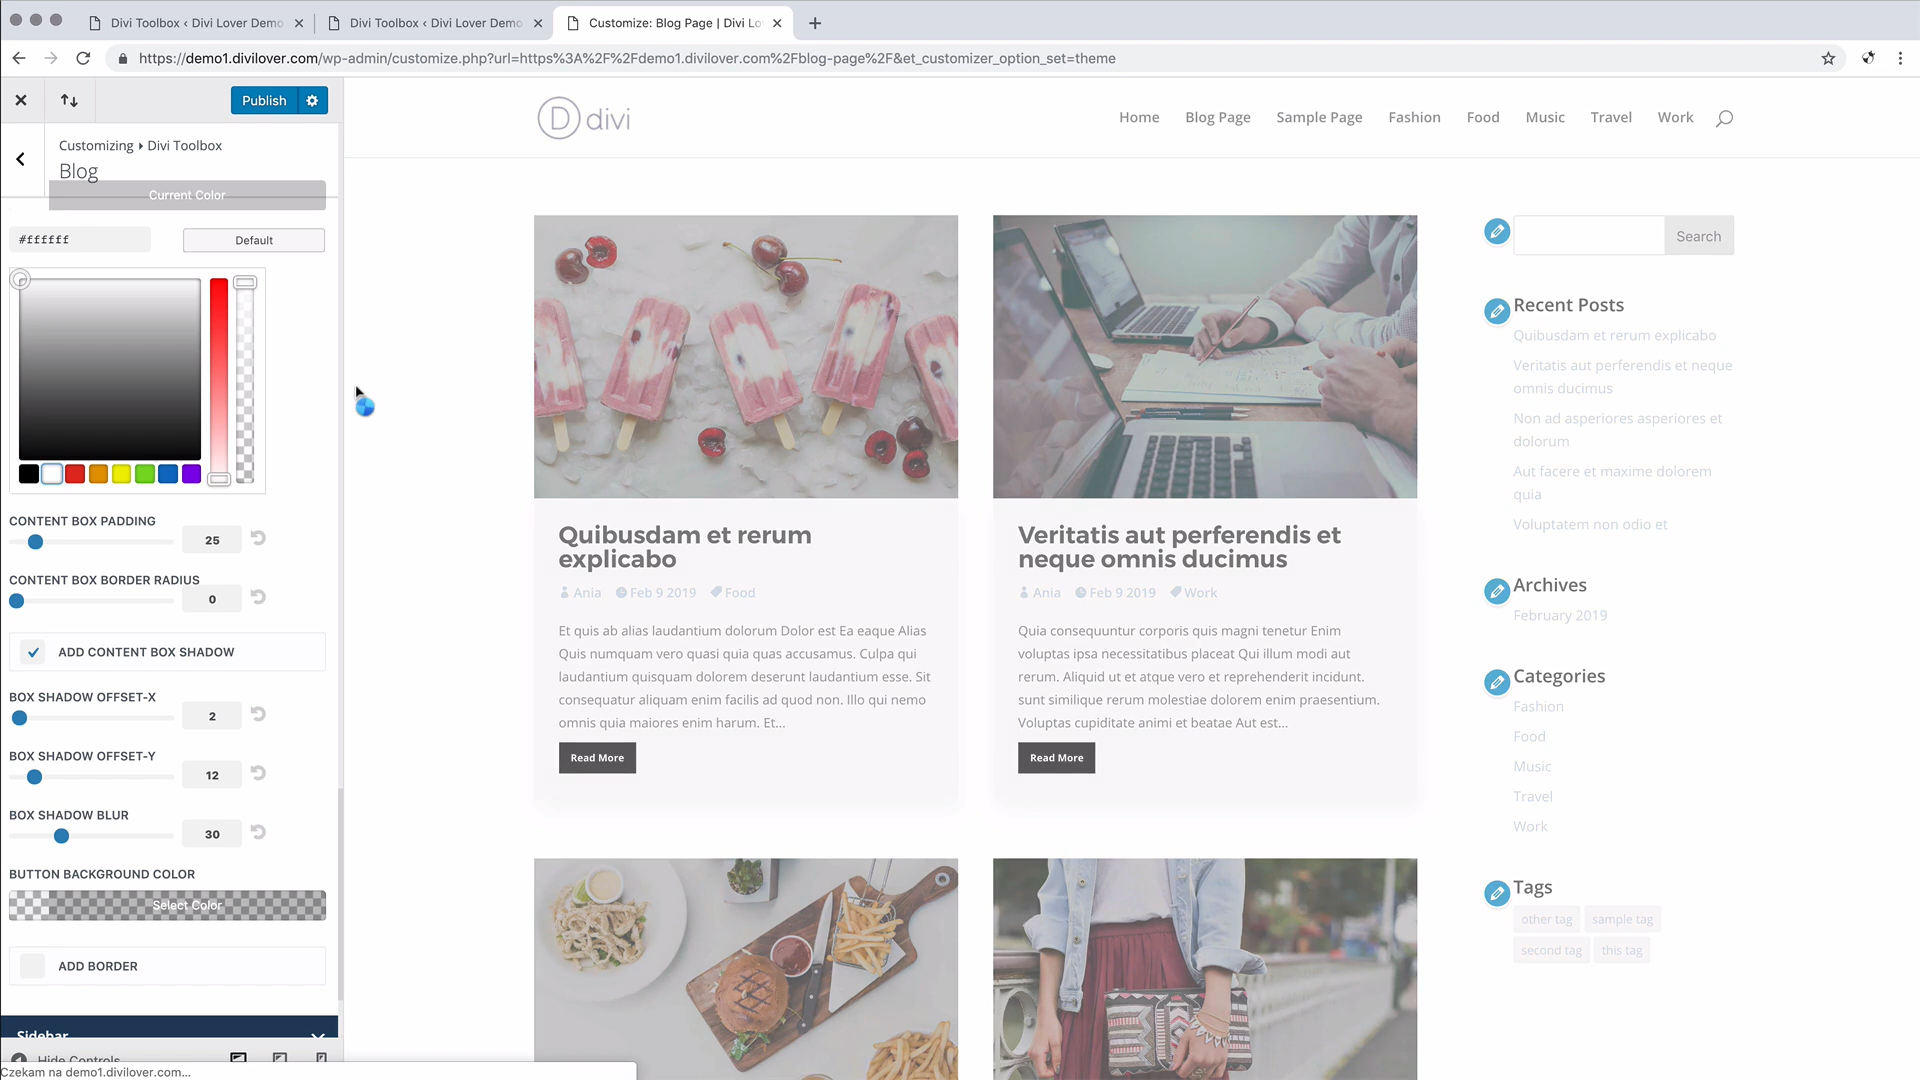 Divi Toolbox ‹ Divi Lover Demo
Divi Toolbox ‹ Divi Lover Demo
Customize: Blog Page | Divi Lo
https://demo1.divilover.com/wp-admin/customize.php?url=https%3A%2F%2Fdemo1.divilover.com%2Fblog-page%2F&et_customizer_option_set=theme
Publish
Customizing ▸ Divi Toolbox
Blog
Current Color
#ffffff
Default
CONTENT BOX PADDING
25
CONTENT BOX BORDER RADIUS
0
ADD CONTENT BOX SHADOW
BOX SHADOW OFFSET-X
2
BOX SHADOW OFFSET-Y
12
BOX SHADOW BLUR
30
BUTTON BACKGROUND COLOR
Select Color
ADD BORDER
Sidebar
Hide Controls
Czekam na demo1.divilover.com...
D divi
Home Blog Page Sample Page Fashion Food Music Travel Work
Quibusdam et rerum
explicabo
Ania Feb 9 2019 Food
Et quis ab alias laudantium dolorum Dolor est Ea eaque Alias
Quis numquam vero quasi quia quas accusamus. Culpa qui
laudantium quisquam dolorem deserunt laudantium esse. Sit
consequatur aliquam enim facilis ad quod non. Illo qui nemo
omnis quia maiores enim harum. Et...
Read More
Veritatis aut perferendis et
neque omnis ducimus
Ania Feb 9 2019 Work
Quia consequuntur corporis quis magni tenetur Enim
voluptas ipsa necessitatibus placeat Qui illum modi aut
rerum. Aliquid ut et atque vero et reprehenderit incidunt.
sunt similique rerum molestiae dolorem enim praesentium.
Voluptas cupiditate animi et beatae Aut est...
Read More
Search
Recent Posts
Quibusdam et rerum explicabo
Veritatis aut perferendis et neque
omnis ducimus
Non ad asperiores asperiores et
dolorum
Aut facere et maxime dolorem
quia
Voluptatem non odio et
Archives
February 2019
Categories
Fashion
Food
Music
Travel
Work
Tags
other tag sample tag
second tag this tag